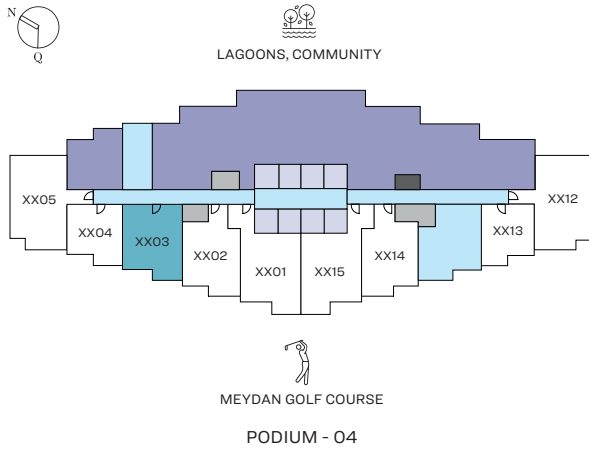 N
Q
LAGOONS, COMMUNITY
XX05
XX12
XX04
XX03
XX13
XX02
XX14
XX01
XX15
MEYDAN GOLF COURSE
PODIUM - 04